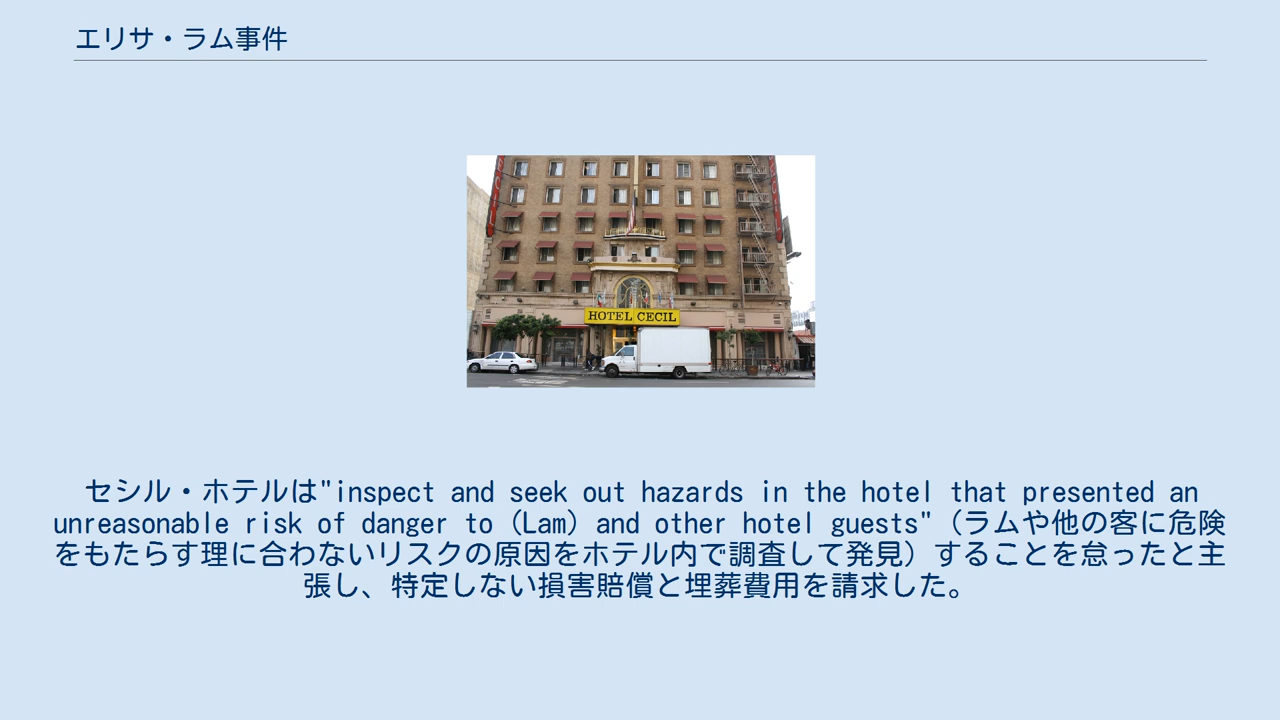 エリサ・ラム事件
HOTEL CECIL
セシル・ホテルは"inspect and seek out hazards in the hotel that presented an
unreasonable risk of danger to（Lam）and other hotel guests"（ラムや他の客に危険
をもたらす理に合わないリスクの原因をホテル内で調査して発見）することを怠ったと主
張し、特定しない損害賠償と埋葬費用を請求した。